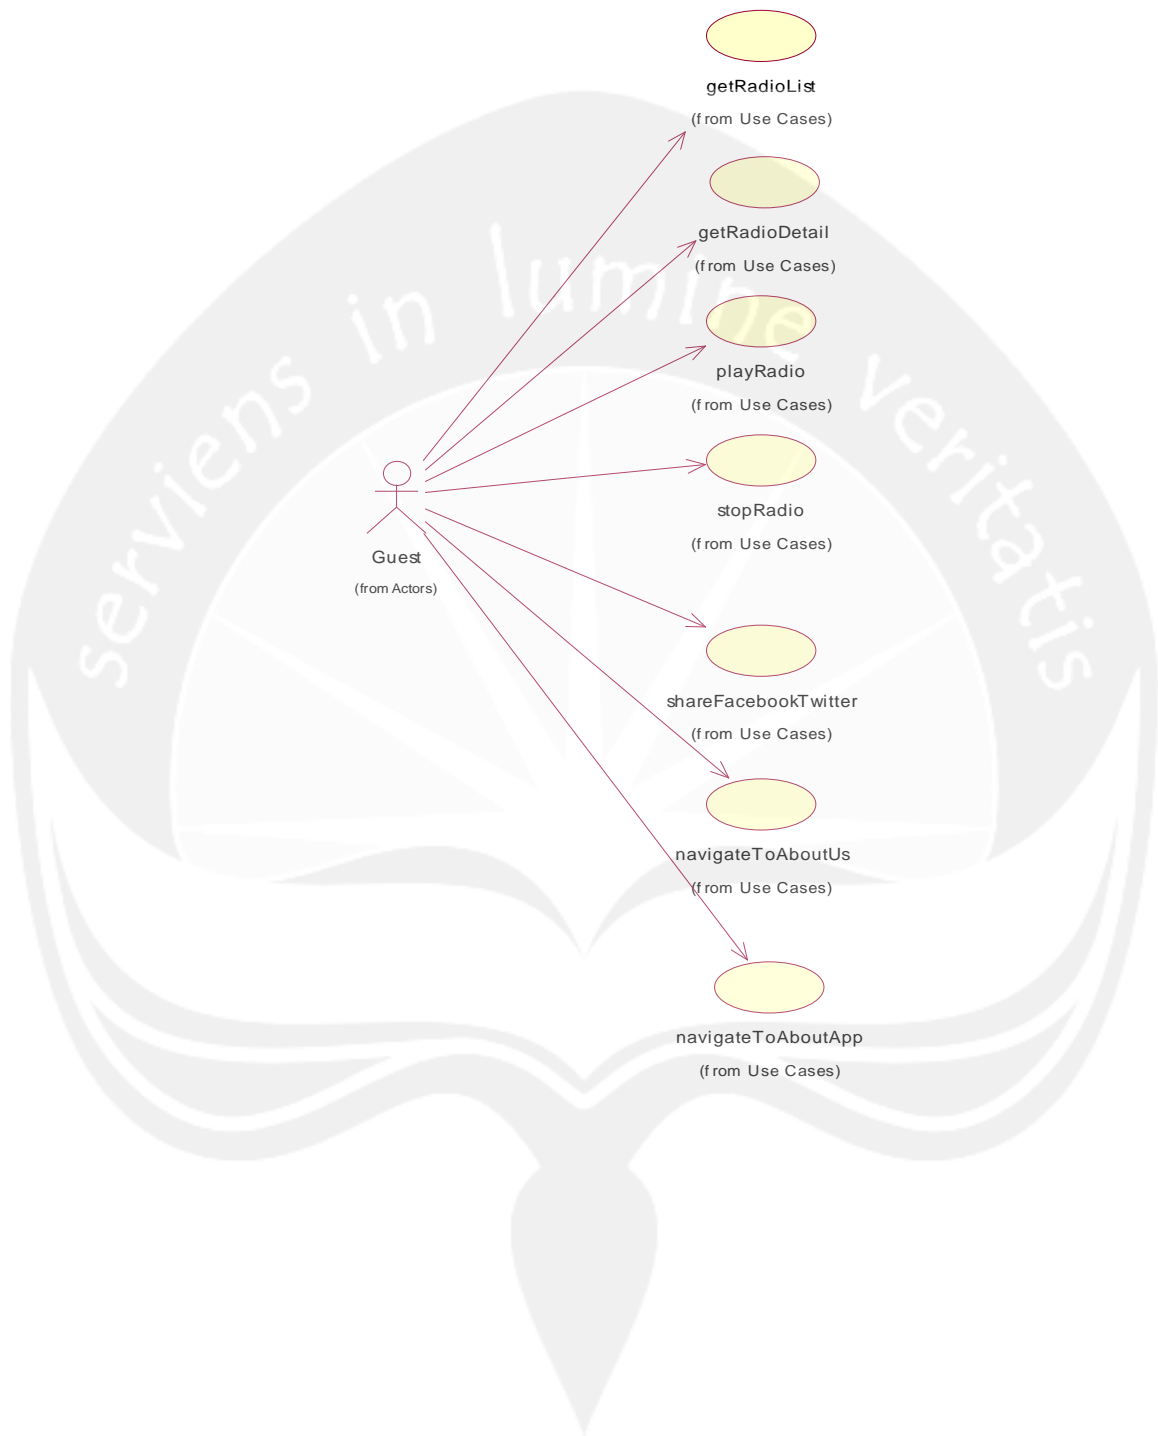 getRadioList
(from Use Cases)
getRadioDetail
(from Use Cases)
serviens in lumine veritatis
playRadio
(from Use Cases)
stopRadio
(from Use Cases)
Guest
(from Actors)
shareFacebookTwitter
(from Use Cases)
navigateToAboutUs
(from Use Cases)
navigateToAboutApp
(from Use Cases)